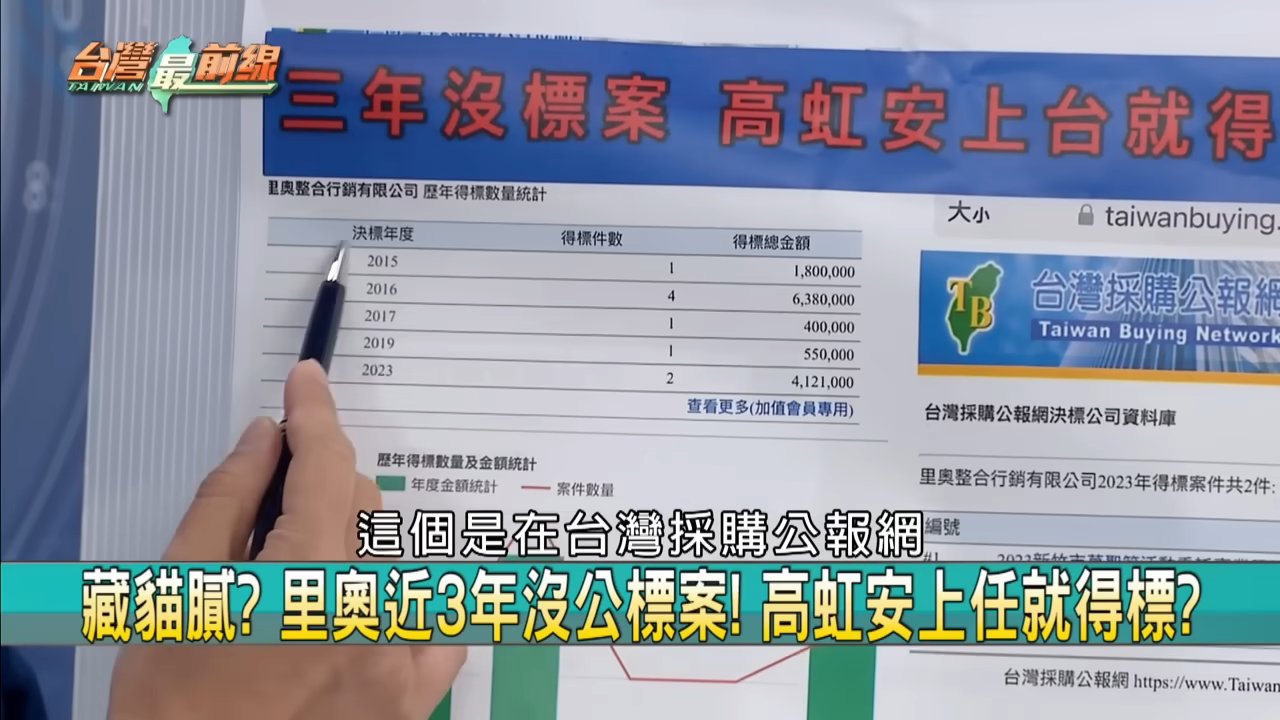 台灣最前線
TAIWAN
三年沒標案 高虹安上台就得
里奧整合行銷有限公司 歷年得標數量統計
決標年度 得標件數 得標總金額
2015 1 1,800,000
2016 4 6,380,000
2017 1 400,000
2019 1 550,000
2023 2 4,121,000
查看更多(加值會員專用)
歷年得標數量及金額統計
年度金額統計 案件數量
大小 taiwanbuying.
TB
台灣採購公報網
Taiwan Buying Network
台灣採購公報網決標公司資料庫
里奧整合行銷有限公司2023年得標案件共2件:
編號
#1
這個是在台灣採購公報網
藏貓膩? 里奧近3年沒公標案! 高虹安上任就得標?
台灣採購公報網 https://www.Taiwan